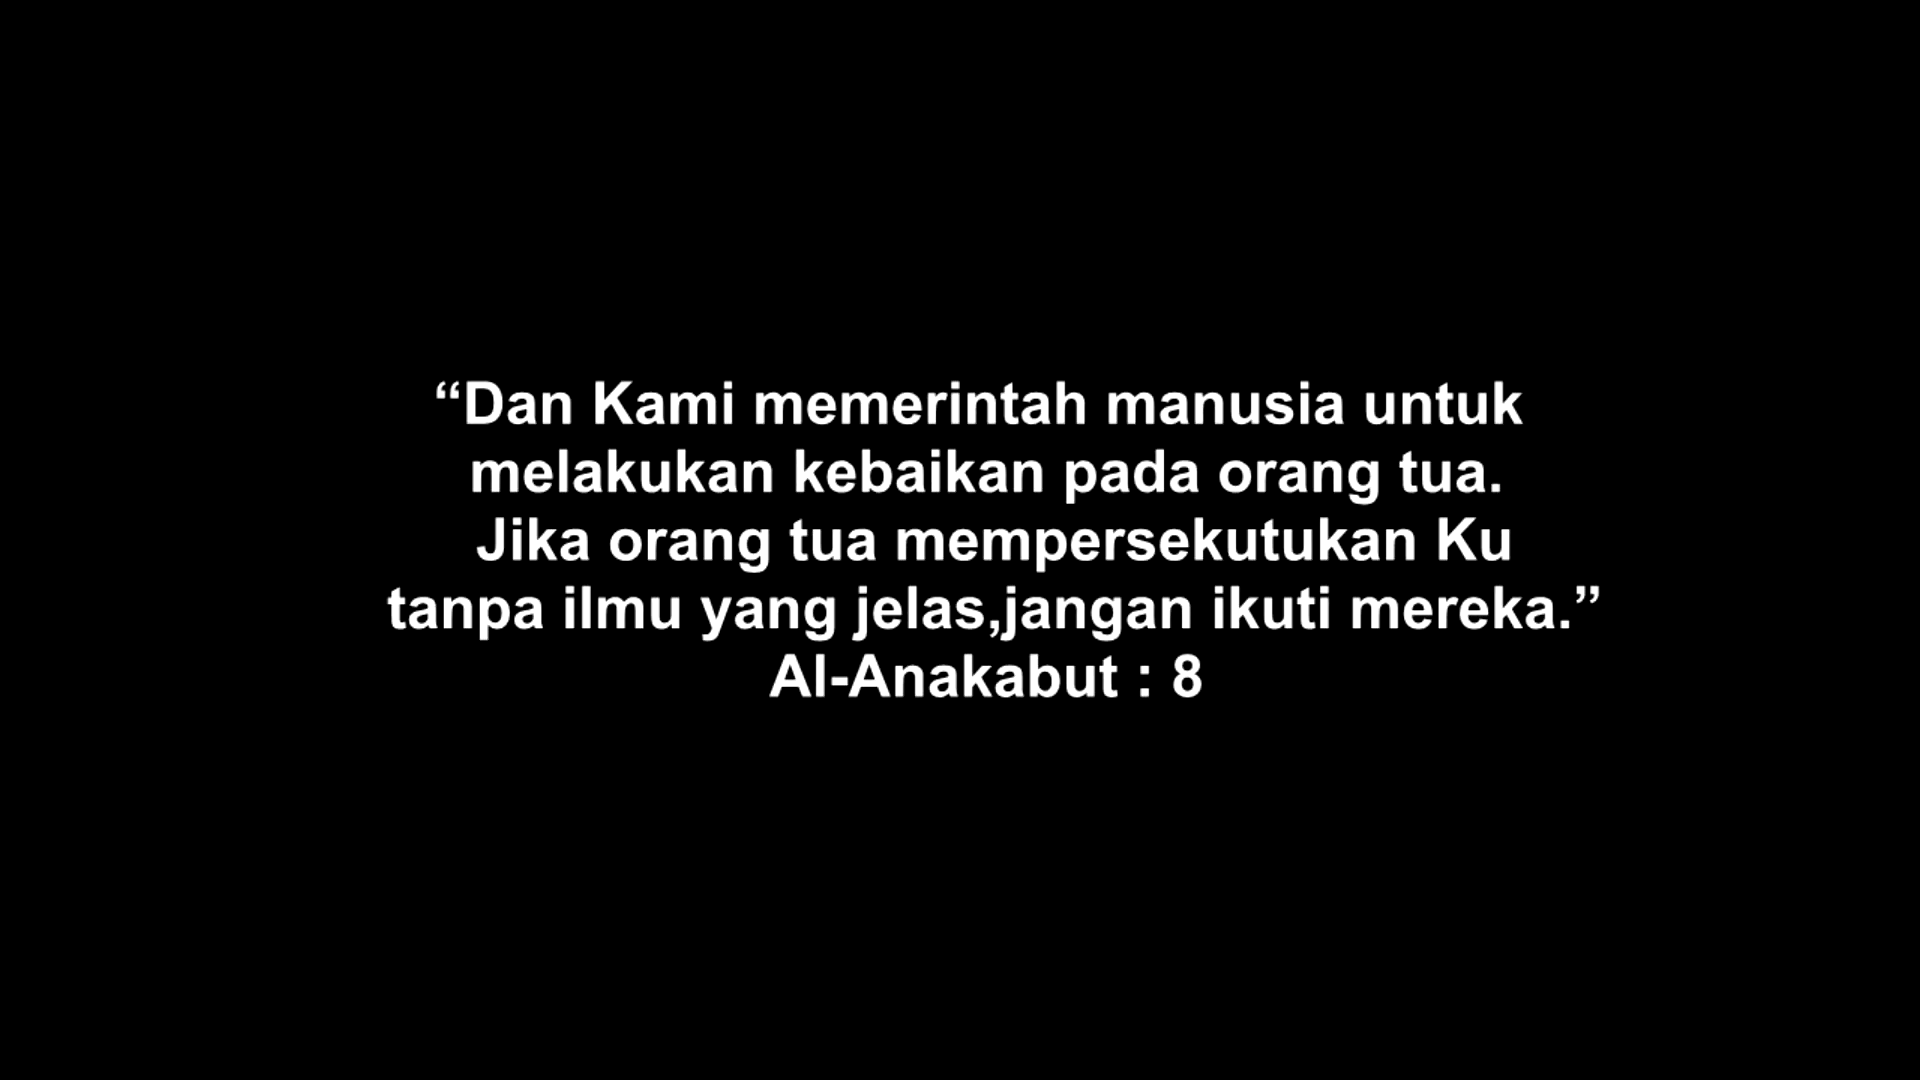 “Dan Kami memerintah manusia untuk
melakukan kebaikan pada orang tua.
Jika orang tua mempersekutukan Ku
tanpa ilmu yang jelas,jangan ikuti mereka.”
Al-Anakabut : 8